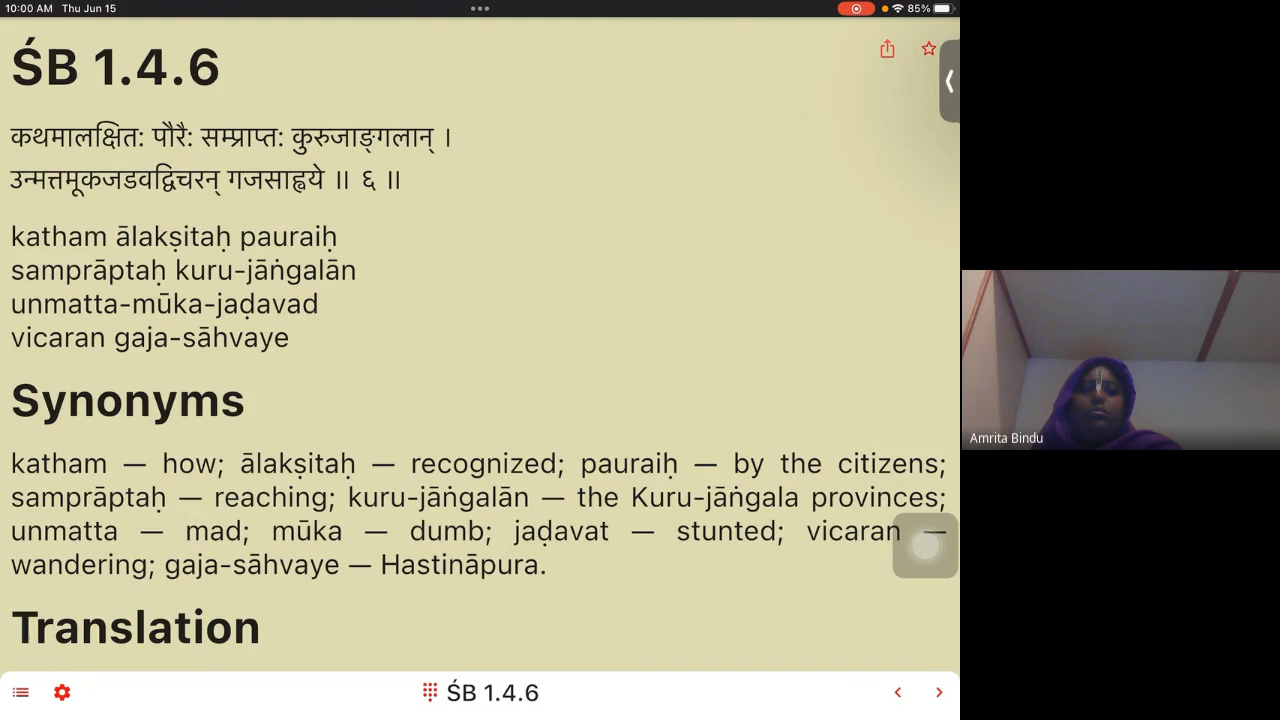 10:00 AM Thu Jun 15
85%
ŚB 1.4.6
कथमालक्षित: पौरै: सम्प्राप्त: कुरुजाङ्गलान् ।
उन्मत्तमूकजडवद्विचरन् गजसाह्वये ॥ ६ ॥
katham ālakṣitaḥ pauraiḥ
samprāptaḥ kuru-jāṅgalān
unmatta-mūka-jaḍavad
vicaran gaja-sāhvaye
Synonyms
katham — how; ālakṣitaḥ — recognized; pauraiḥ — by the citizens;
samprāptaḥ — reaching; kuru-jāṅgalān — the Kuru-jāṅgala provinces;
unmatta — mad; mūka — dumb; jaḍavat — stunted; vicaran —
wandering; gaja-sāhvaye — Hastināpura.
Translation
ŚB 1.4.6
Amrita Bindu